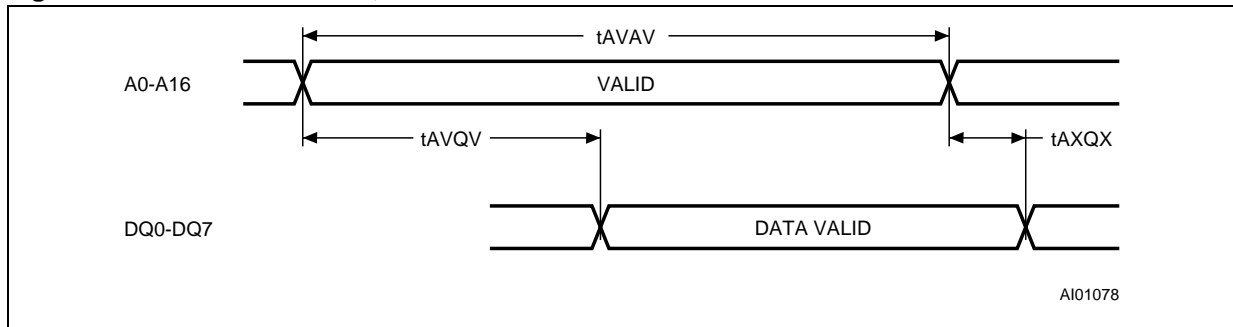 tAVAV
A0-A16
VALID
tAVQV
tAXQX
DQ0-DQ7
DATA VALID
AI01078